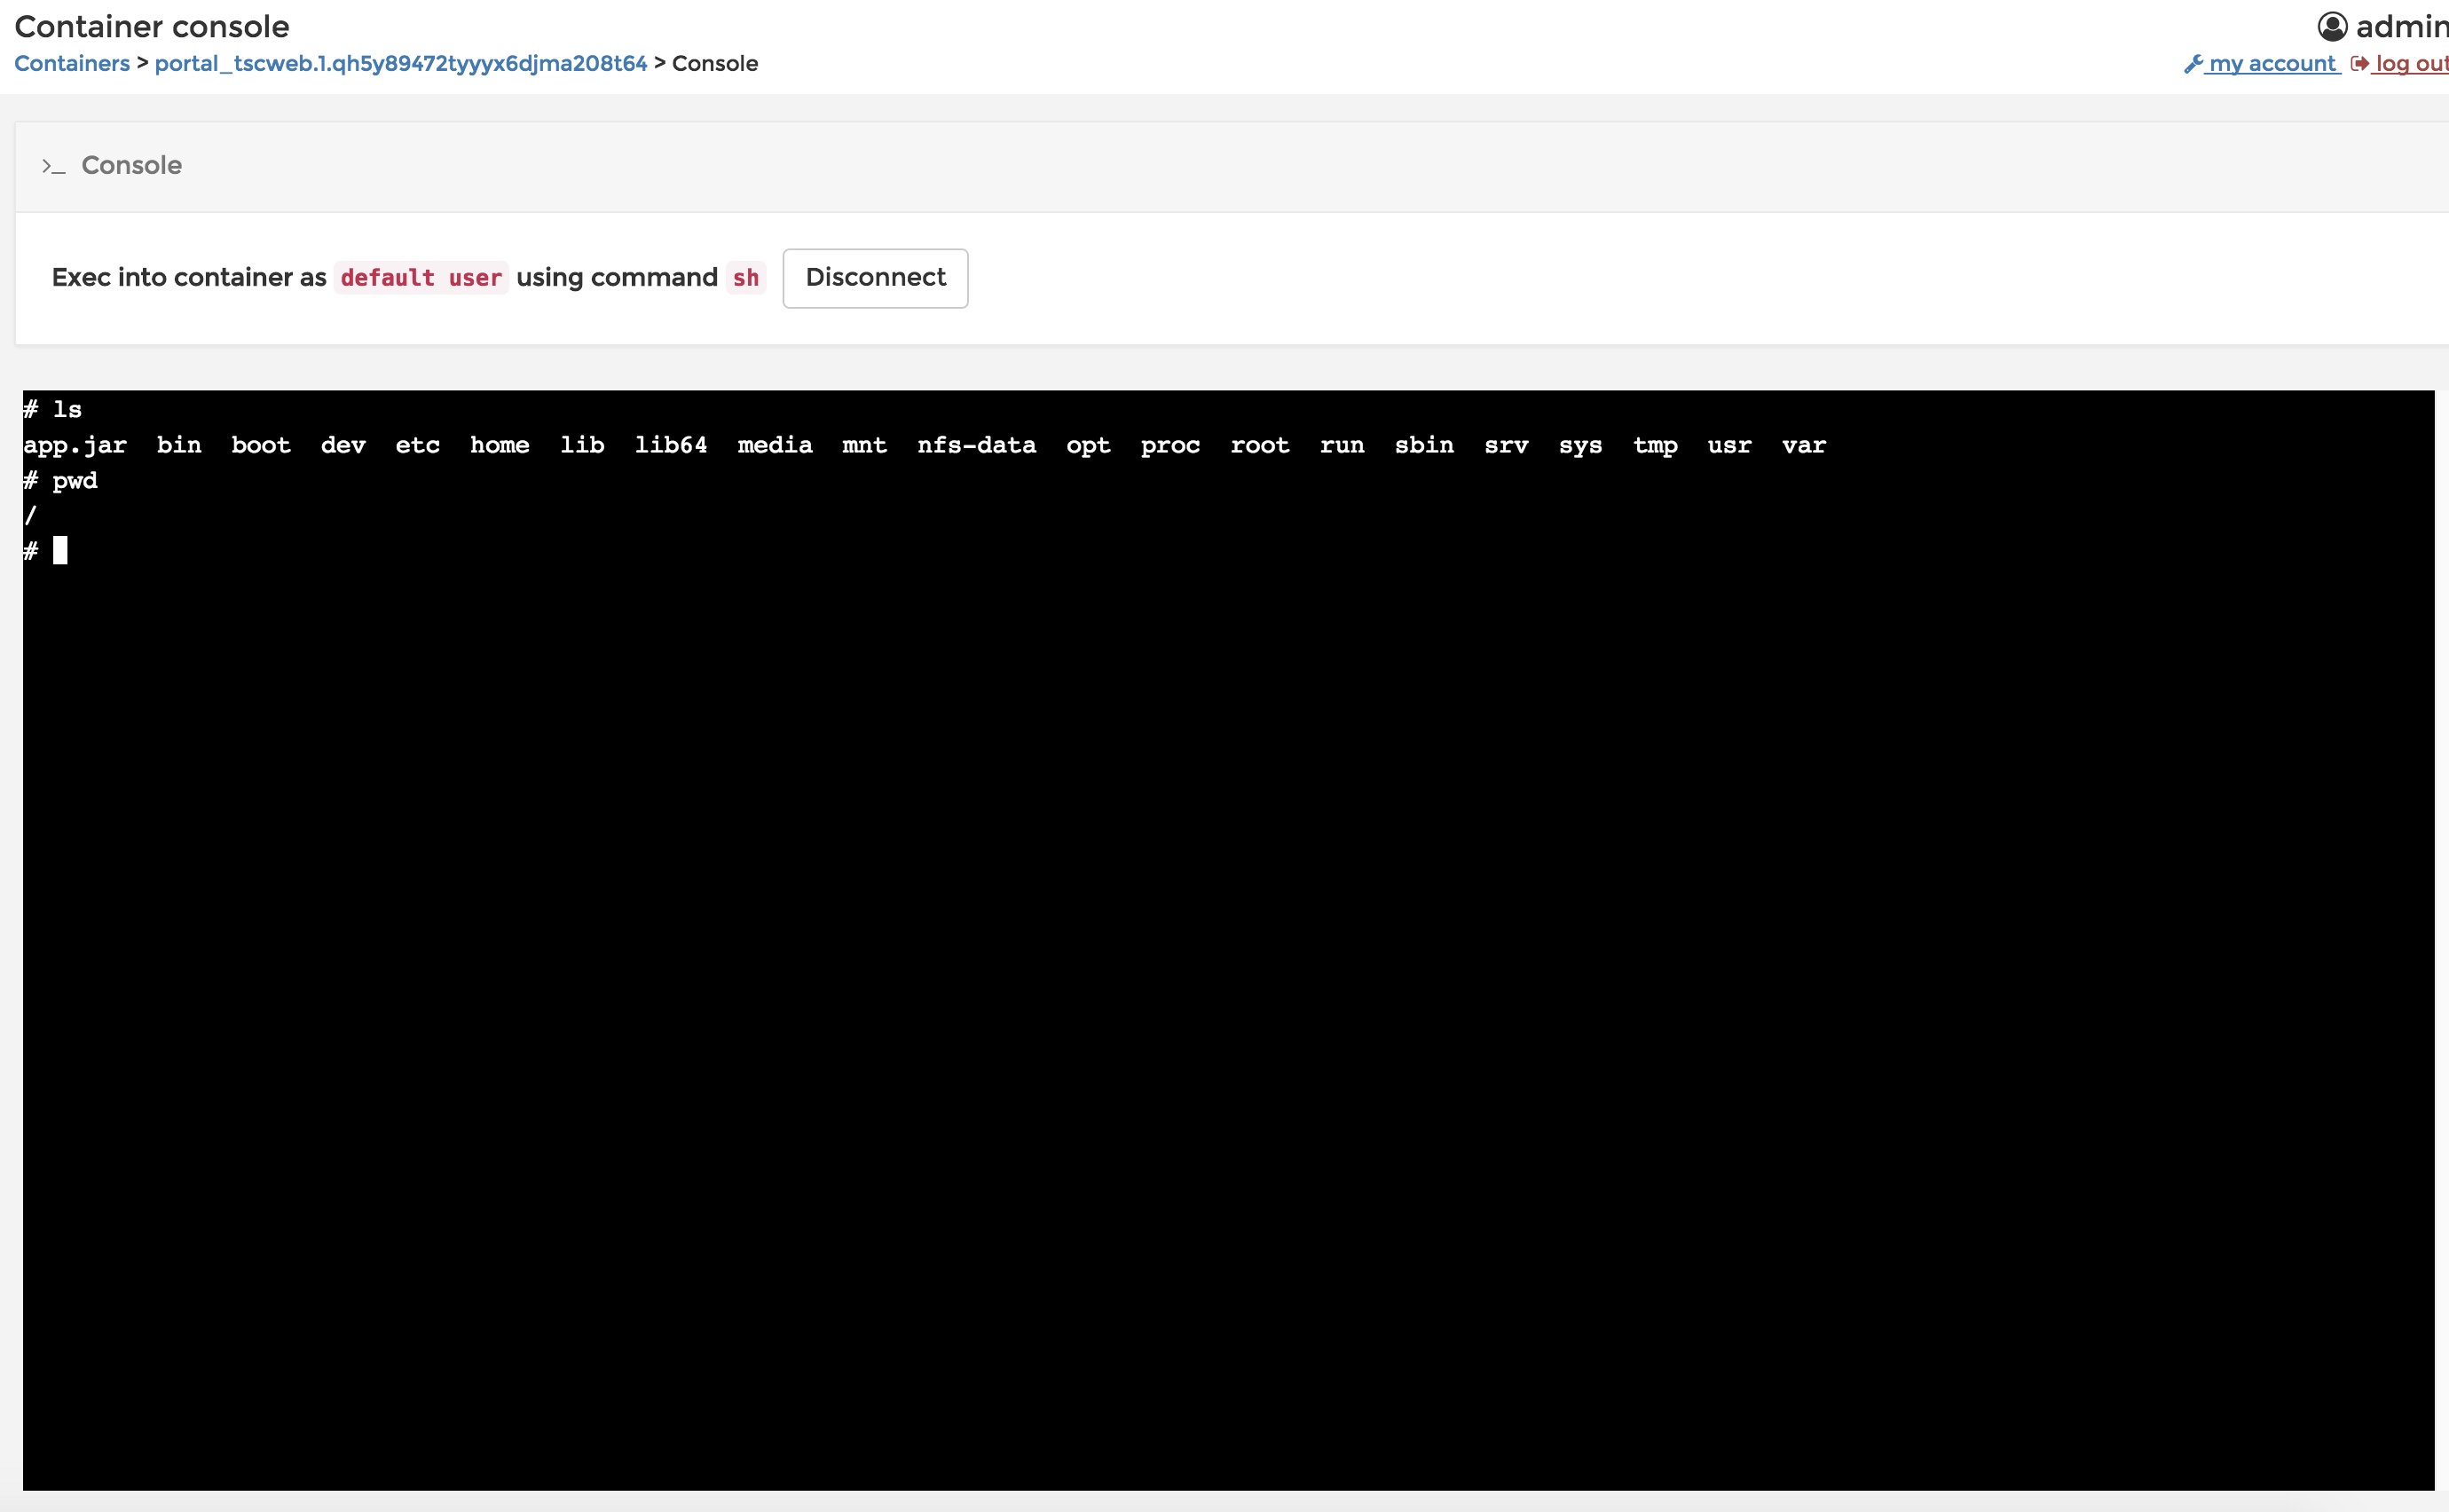 Container console
admin
Containers > portal_tscweb.1.qh5y89472tyyyx6djma208t64 > Console
my account log out
>_ Console
Exec into container as default user using command sh Disconnect
# ls
app.jar bin boot dev etc home lib lib64 media mnt nfs-data opt proc root run sbin srv sys tmp usr var
# pwd
/
#